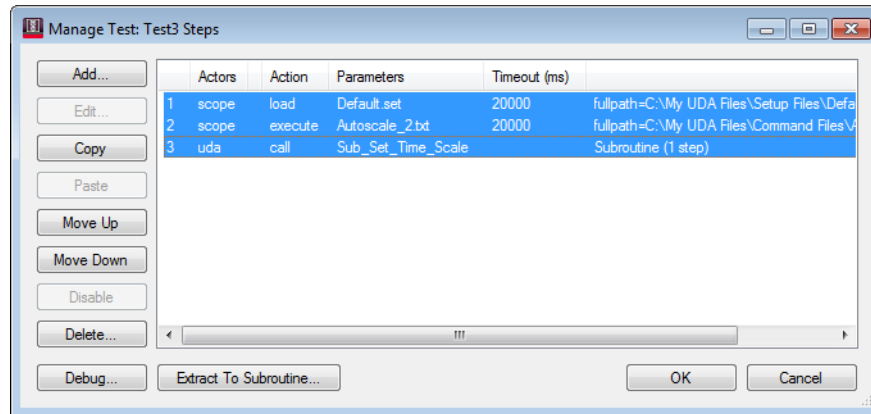 Manage Test: Test3 Steps
Add...
Edit...
Copy
Paste
Move Up
Move Down
Disable
Delete...
Debug...
Actors Action Parameters Timeout (ms)
1 scope load Default.set 20000 fullpath=C:\My UDA Files\Setup Files\Defa
2 scope execute Autoscale_2.txt 20000 fullpath=C:\My UDA Files\Command Files\A
3 uda call Sub_Set_Time_Scale Subroutine (1 step)
Extract To Subroutine...
OK
Cancel